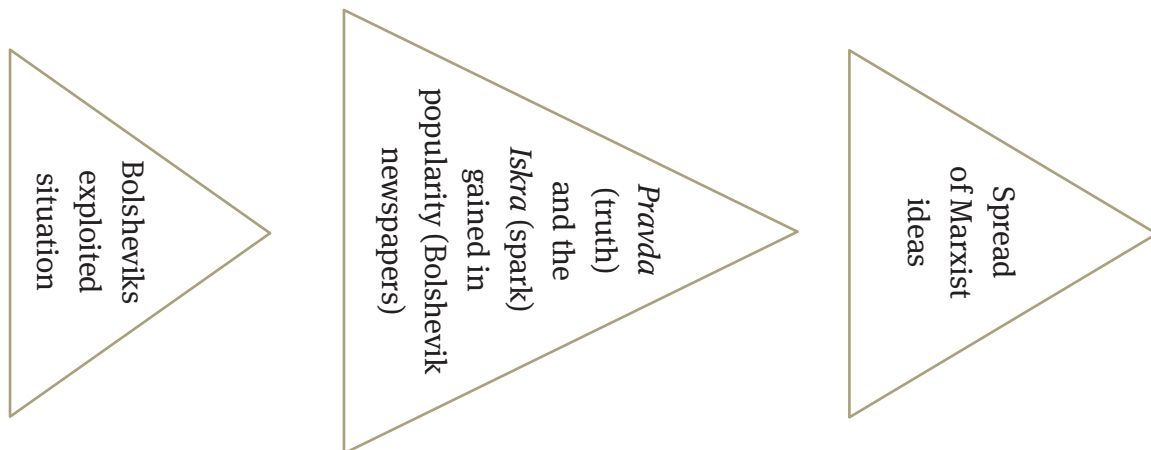 Spread
of Marxist
ideas
Pravda
(truth)
and the
Iskra (spark)
gained in
popularity (Bolshevik
newspapers)
Bolsheviks
exploited
situation